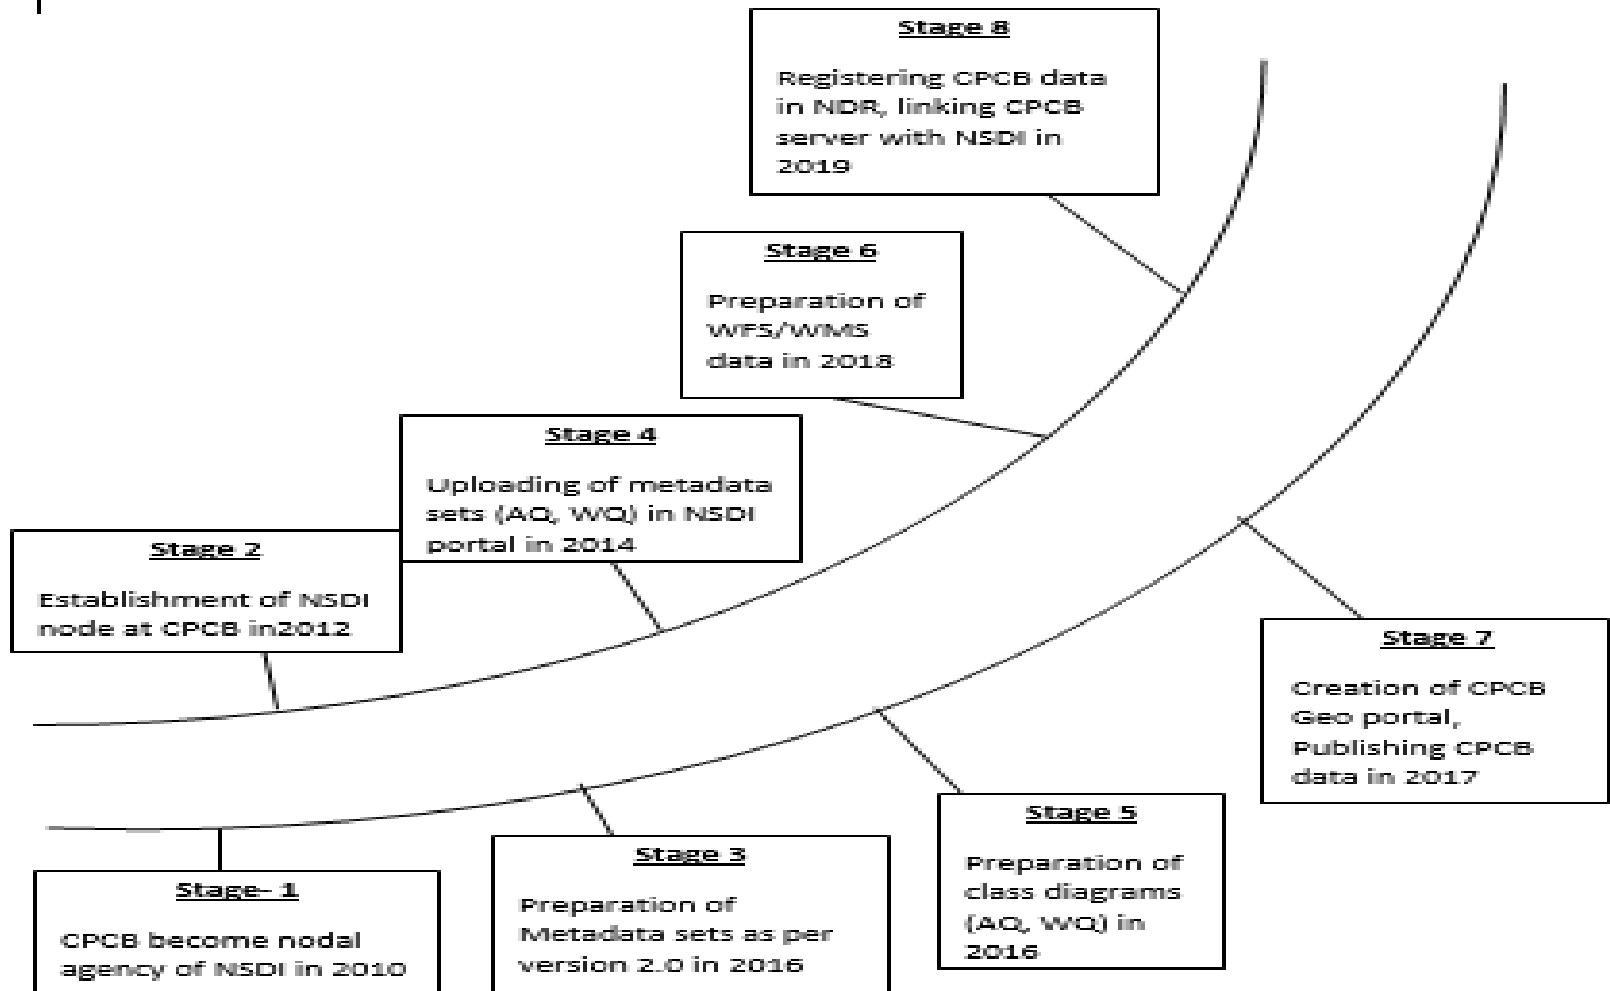 Stage 8
Registering CPCB data
in NDR, linking CPCB
server with NSDI in
2019
Stage 6
Preparation of
WFS/WMS
data in 2018
Stage 4
Uploading of metadata
sets (AQ, WQ) in NSDI
portal in 2014
Stage 2
Establishment of NSDI
node at CPCB in2012
Stage 7
Creation of CPCB
Geo portal,
Publishing CPCB
data in 2017
Stage 5
Preparation of
class diagrams
(AQ, WQ) in
2016
Stage 3
Preparation of
Metadata sets as per
version 2.0 in 2016
Stage- 1
CPCB become nodal
agency of NSDI in 2010